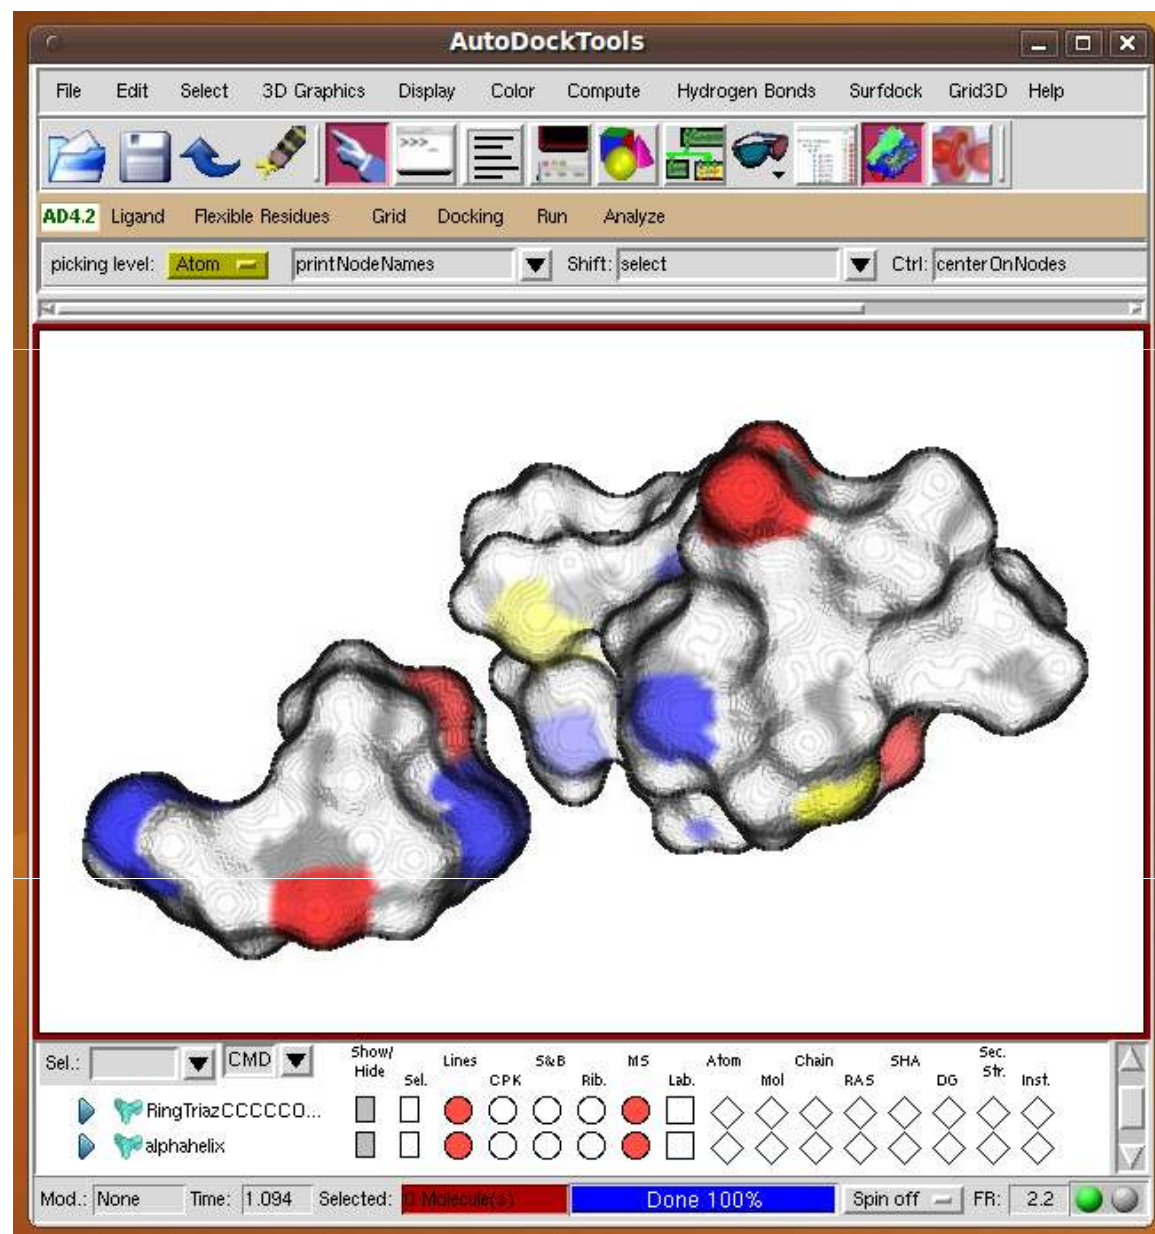 AutoDockTools
File Edit Select 3D Graphics Display Color Compute Hydrogen Bonds Surfdock Grid3D Help
>>>_
AD4.2 Ligand Flexible Residues Grid Docking Run Analyze
picking level: Atom printNodeNames Shift: select Ctrl: centerOnNodes
Sel.: CMD Show/Hide Sel. Lines CPK S&B Rib. MS Lab. Atom Mol Chain RAS SHA DG Sec. Str. Inst.
RingTriazCCCCCO...
alphahelix
Mod.: None Time: 1.094 Selected: 0 Molecule(s) Done 100% Spin off FR: 2.2